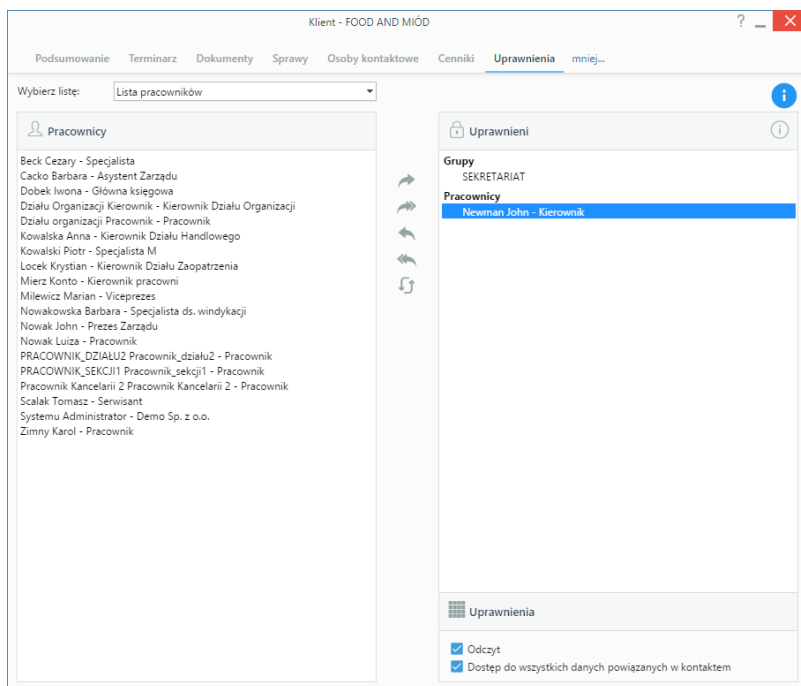 Klient - FOOD AND MIÓD
?
Podsumowanie Terminarz Dokumenty Sprawy Osoby kontaktowe Cenniki Uprawnienia mniej...
Wybierz listę: Lista pracowników
Pracownicy
Beck Cezary - Specjalista
Cacko Barbara - Asystent Zarządu
Dobek Iwona - Główna księgowa
Działu Organizacji Kierownik - Kierownik Działu Organizacji
Działu organizacji Pracownik - Pracownik
Kowalska Anna - Kierownik Działu Handlowego
Kowalski Piotr - Specjalista M
Locek Krystian - Kierownik Działu Zaopatrzenia
Mierz Konto - Kierownik pracowni
Milewicz Marian - Viceprezes
Nowakowska Barbara - Specjalista ds. windykacji
Nowak John - Prezes Zarządu
Nowak Luiza - Pracownik
PRACOWNIK_DZIAŁU2 Pracownik_działu2 - Pracownik
PRACOWNIK_SEKCJI1 Pracownik_sekcji1 - Pracownik
Pracownik Kancelarii 2 Pracownik Kancelarii 2 - Pracownik
Scalak Tomasz - Serwisant
Systemu Administrator - Demo Sp. z o.o.
Zimny Karol - Pracownik
Uprawnieni
Grupy
SEKRETARIAT
Pracownicy
Newman John - Kierownik
Uprawnienia
Odczyt
Dostęp do wszystkich danych powiązanych w kontaktem